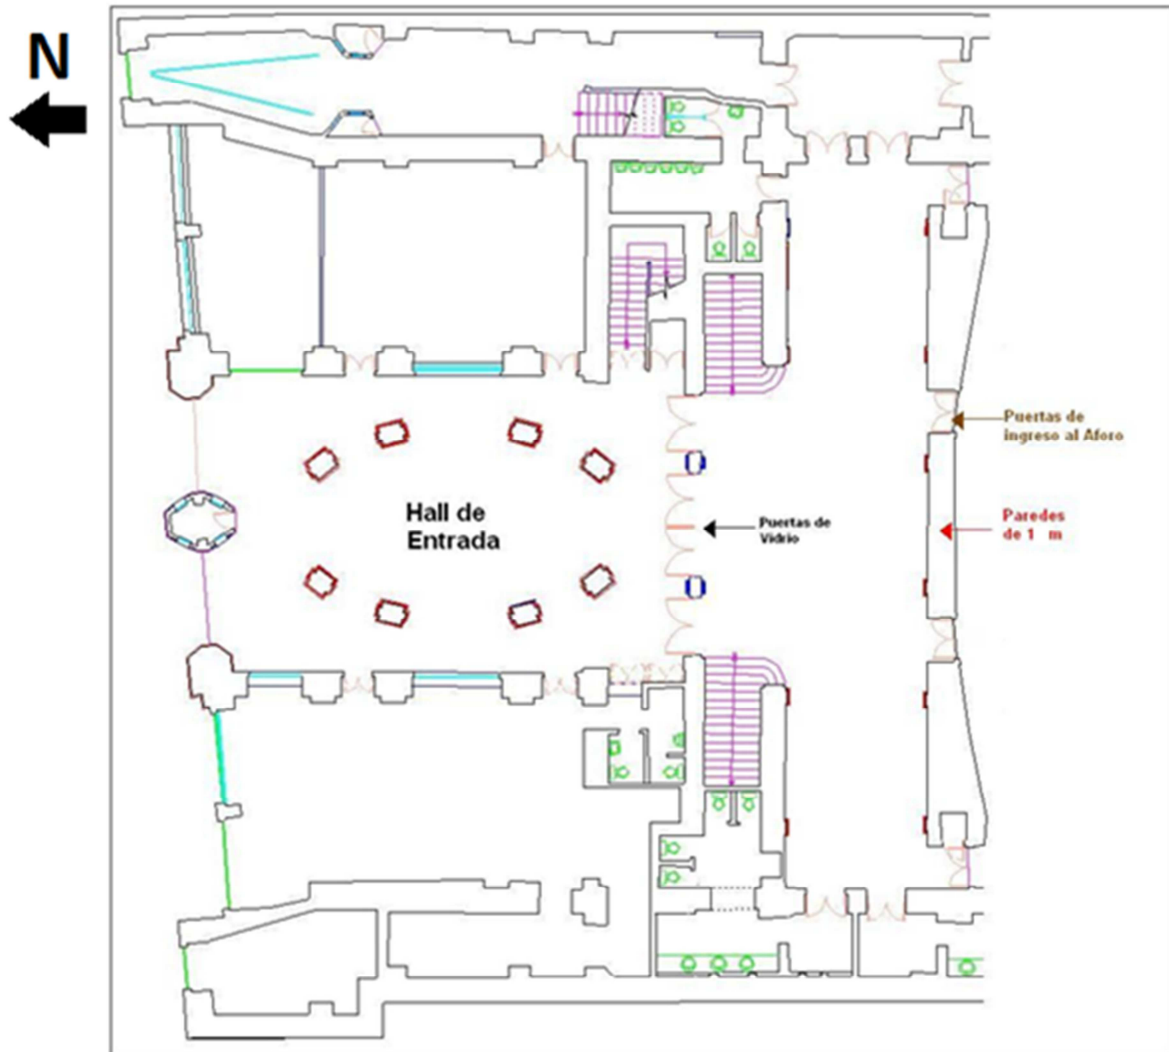 N
Puertas de
ingreso al Aforo
Hall de
Entrada
Puertas de
Vidrio
Paredes
de 1 m